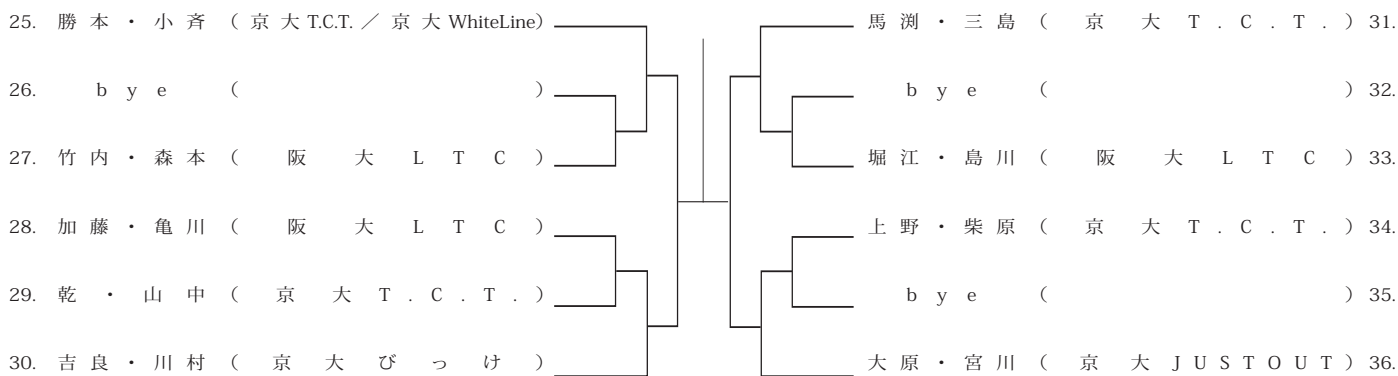 25. 勝本・小斉（京大T.C.T.／京大WhiteLine）
26. bye（ ）
27. 竹内・森本（阪大LTC）
28. 加藤・亀川（阪大LTC）
29. 乾・山中（京大T.C.T.）
30. 吉良・川村（京大びっけ）
馬渕・三島（京大T.C.T.）31.
bye（ ）32.
堀江・島川（阪大LTC）33.
上野・柴原（京大T.C.T.）34.
bye（ ）35.
大原・宮川（京大JUSTOUT）36.